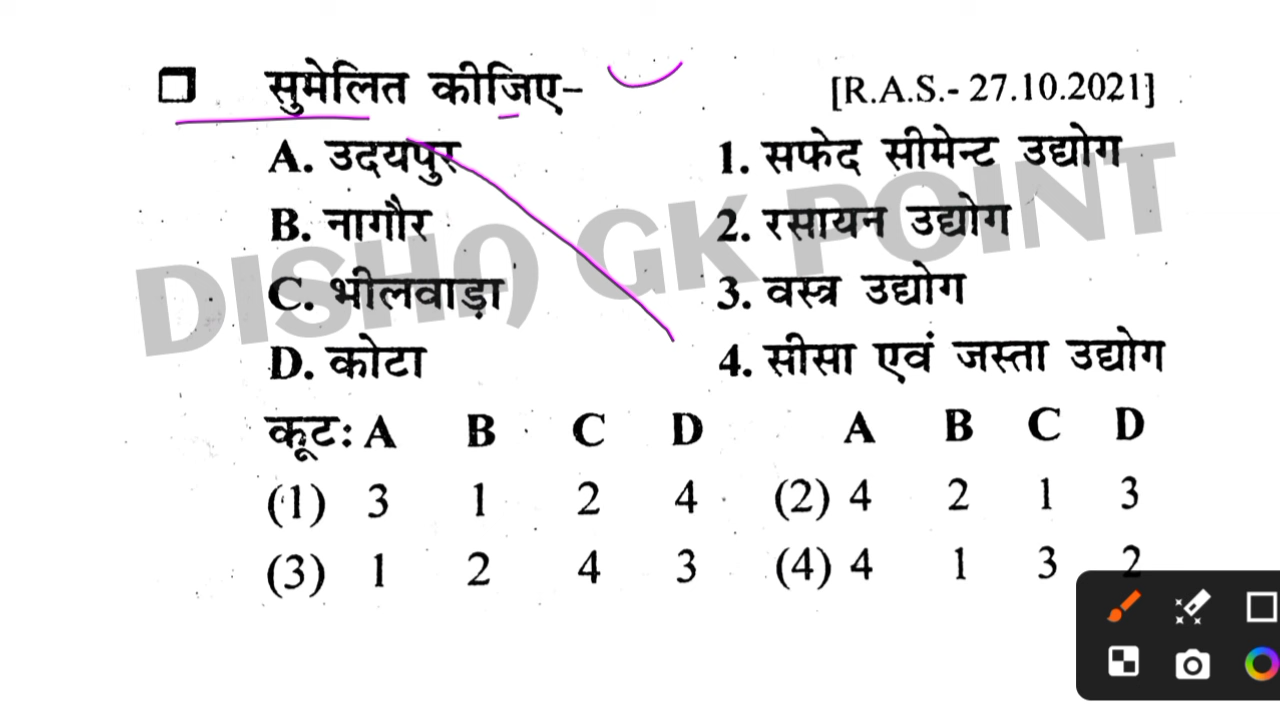 सुमेलित कीजिए- [R.A.S.- 27.10.2021]
A. उदयपुर 1. सफेद सीमेन्ट उद्योग
B. नागौर 2. रसायन उद्योग
C. भीलवाड़ा 3. वस्त्र उद्योग
D. कोटा 4. सीसा एवं जस्ता उद्योग
कूटः A B C D A B C D
(1) 3 1 2 4 (2) 4 2 1 3
(3) 1 2 4 3 (4) 4 1 3 2
DISHA GK POINT